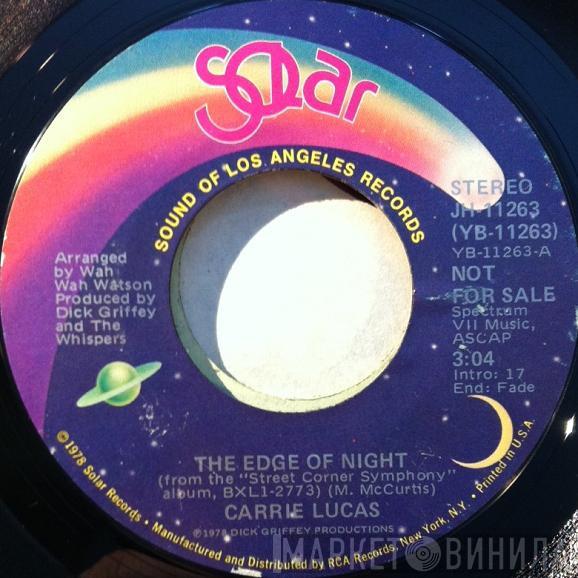 Solar
SOUND OF LOS ANGELES RECORDS
STEREO
JH-11263
(YB-11263)
YB-11263-A
NOT
FOR SALE
Spectrum
VII Music,
ASCAP
3:04
Intro: 17
End: Fade
Arranged
by Wah
Wah Watson
Produced by
Dick Griffey
and The
Whispers
THE EDGE OF NIGHT
(from the "Street Corner Symphony"
album, BXL1-2773) (M. McCurtis)
CARRIE LUCAS
℗1978 DICK GRIFFEY PRODUCTIONS
©1978 Solar Records • Manufactured and Distributed by RCA Records, New York, N.Y. • Printed in U.S.A.
МАРКЕТ ВИНИЛ